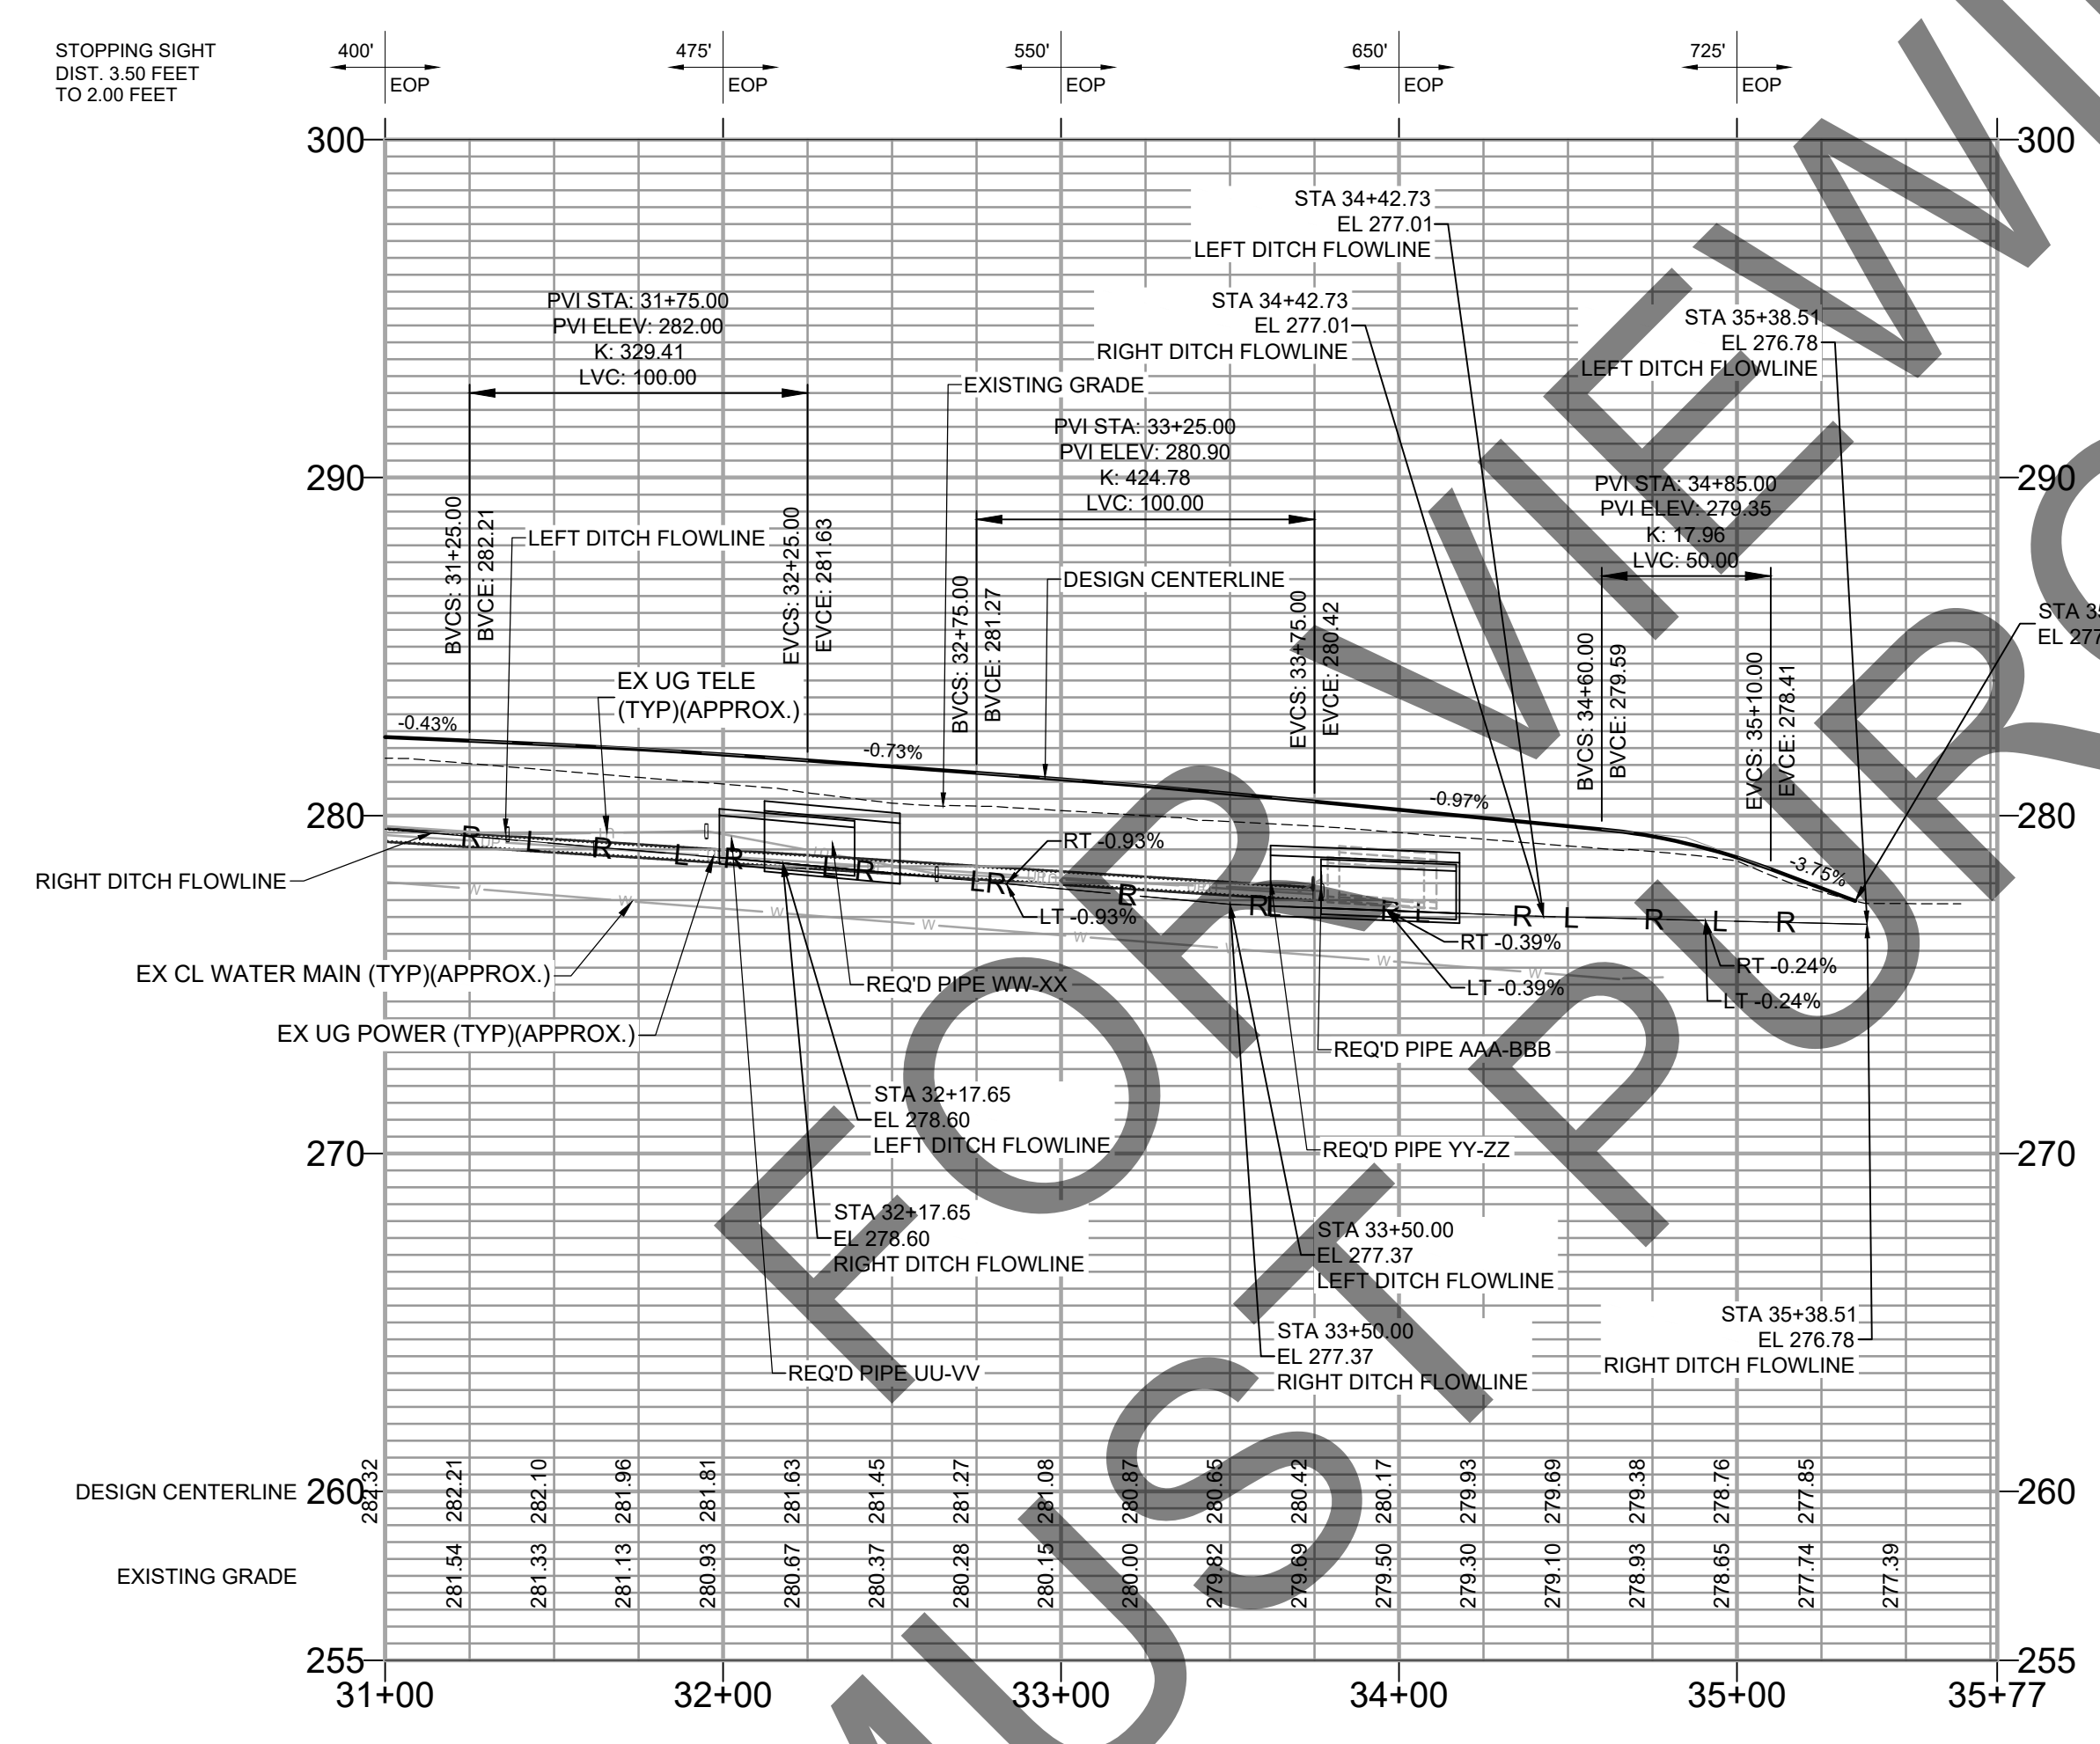 STOPPING SIGHT
DIST. 3.50 FEET
TO 2.00 FEET
400'
EOP
475'
EOP
550'
EOP
650'
EOP
725'
EOP
300
300
290
290
280
280
270
270
260
260
255
255
STA 34+42.73
EL 277.01
LEFT DITCH FLOWLINE
STA 34+42.73
EL 277.01
RIGHT DITCH FLOWLINE
STA 35+38.51
EL 276.78
LEFT DITCH FLOWLINE
PVI STA: 31+75.00
PVI ELEV: 282.00
K: 329.41
LVC: 100.00
EXISTING GRADE
PVI STA: 33+25.00
PVI ELEV: 280.90
K: 424.78
LVC: 100.00
PVI STA: 34+85.00
PVI ELEV: 279.35
K: 17.96
LVC: 50.00
BVCS: 31+25.00
BVCE: 282.21
LEFT DITCH FLOWLINE
EVCS: 32+25.00
EVCE: 281.63
BVCS: 32+75.00
BVCE: 281.27
DESIGN CENTERLINE
EVCS: 33+75.00
EVCE: 280.42
BVCS: 34+60.00
BVCE: 279.59
EVCS: 35+10.00
EVCE: 278.41
STA 35
EL 277
EX UG TELE
(TYP)(APPROX.)
-0.43%
-0.73%
-0.97%
-3.75%
RT -0.93%
LT -0.93%
RT -0.39%
LT -0.39%
RT -0.24%
LT -0.24%
R L R L R L R L R R R L R L R L R L R
W W W W W W W W
RIGHT DITCH FLOWLINE
EX CL WATER MAIN (TYP)(APPROX.)
EX UG POWER (TYP)(APPROX.)
REQ'D PIPE WW-XX
REQ'D PIPE AAA-BBB
STA 32+17.65
EL 278.60
LEFT DITCH FLOWLINE
REQ'D PIPE YY-ZZ
STA 32+17.65
EL 278.60
RIGHT DITCH FLOWLINE
STA 33+50.00
EL 277.37
LEFT DITCH FLOWLINE
STA 33+50.00
EL 277.37
RIGHT DITCH FLOWLINE
STA 35+38.51
EL 276.78
RIGHT DITCH FLOWLINE
REQ'D PIPE UU-VV
DESIGN CENTERLINE
282.32 282.21 282.10 281.96 281.81 281.63 281.45 281.27 281.08 280.87 280.65 280.42 280.17 279.93 279.69 279.38 278.76 277.85
EXISTING GRADE
281.54 281.33 281.13 280.93 280.67 280.37 280.28 280.15 280.00 279.82 279.69 279.50 279.30 279.10 278.93 278.65 277.74 277.39
31+00
32+00
33+00
34+00
35+00
35+77
FOR VIEWI
MUST PURC